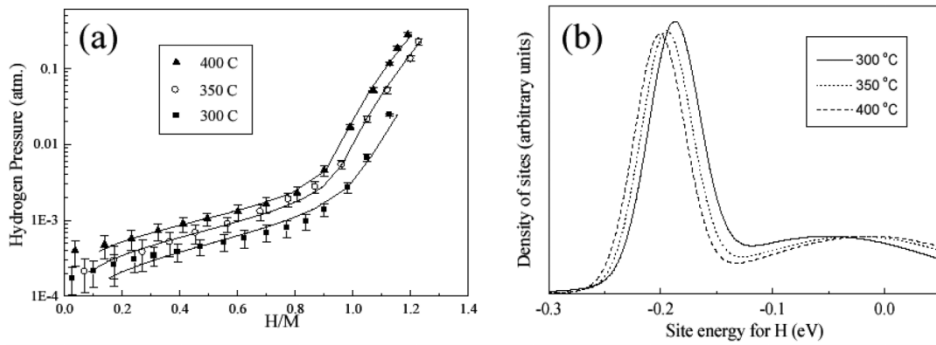 (a)
400 C
350 C
300 C
Hydrogen Pressure (atm.)
0.1
0.01
1E-3
1E-4
0.0 0.2 0.4 0.6 0.8 1.0 1.2 1.4
H/M
(b)
300 °C
350 °C
400 °C
Density of sites (arbitrary units)
-0.3 -0.2 -0.1 0.0
Site energy for H (eV)